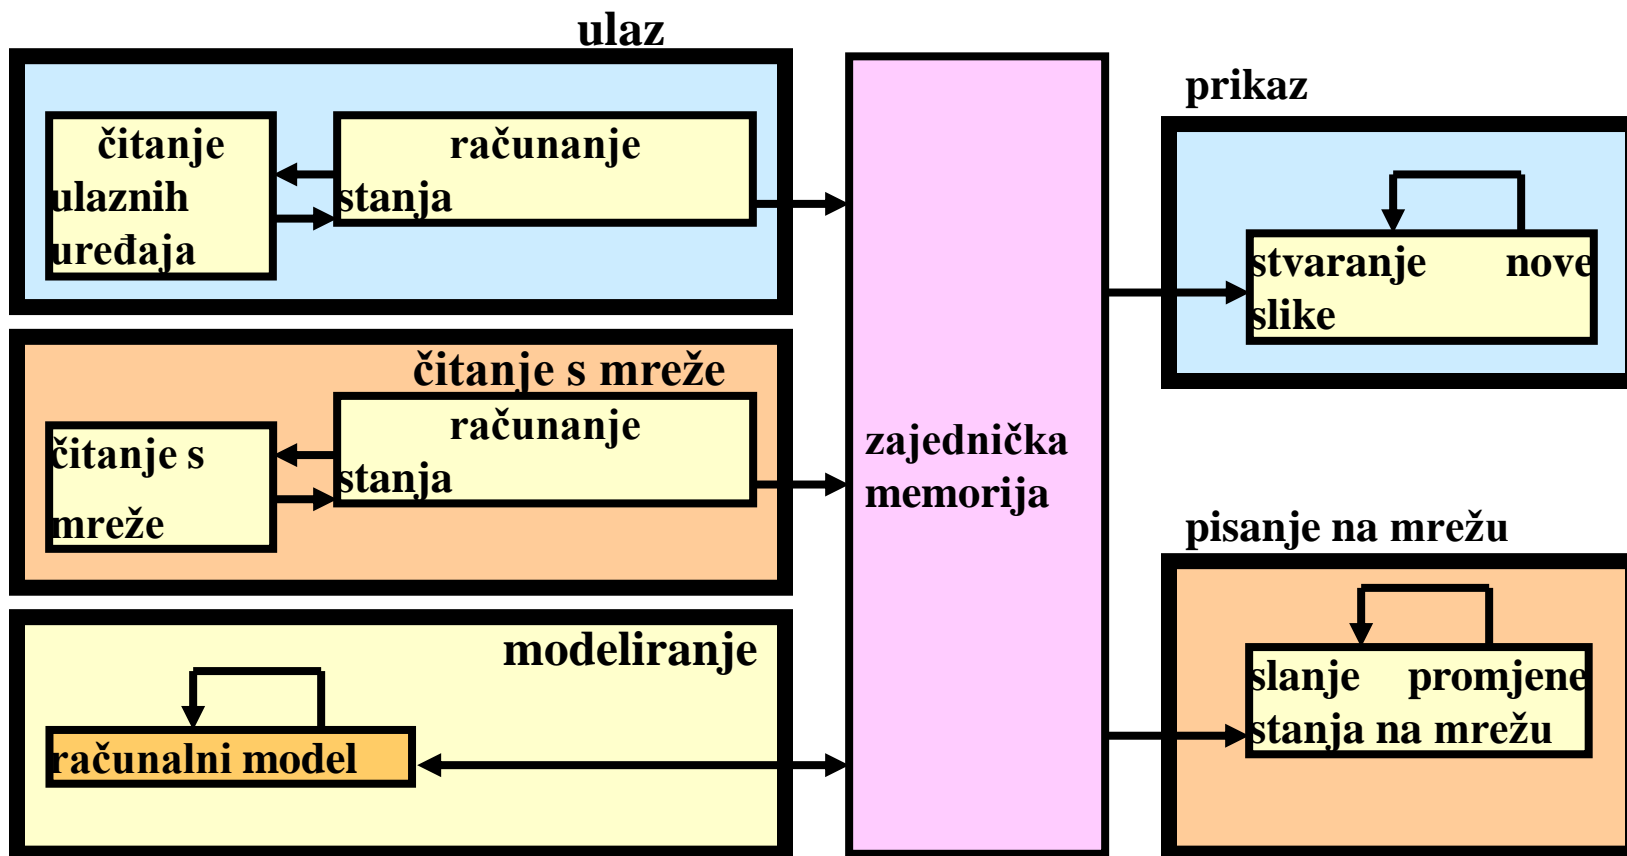 ulaz
čitanje
ulaznih
uređaja
računanje
stanja
čitanje s mreže
čitanje s
mreže
računanje
stanja
modeliranje
računalni model
zajednička
memorija
prikaz
stvaranje nove
slike
pisanje na mrežu
slanje promjene
stanja na mrežu